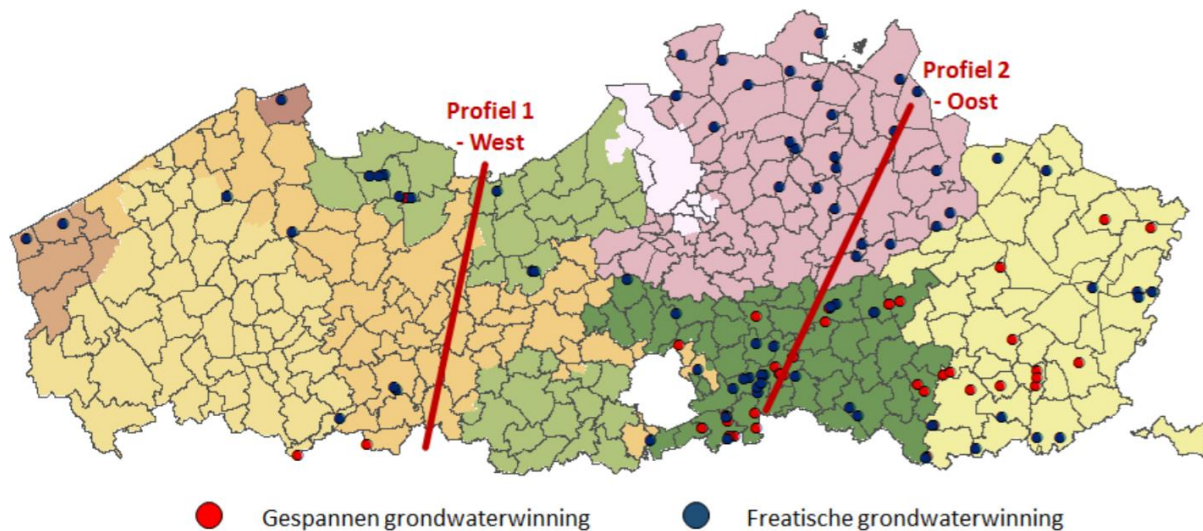 Profiel 1
- West
Profiel 2
- Oost
Gespannen grondwaterwinning
Freatische grondwaterwinning